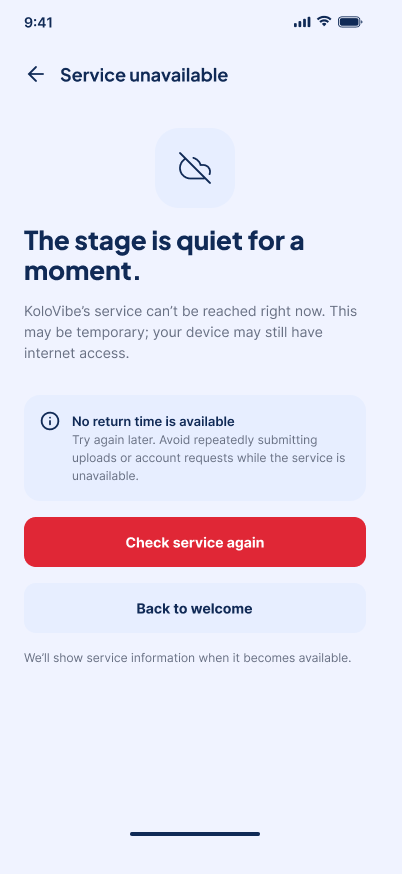 9:41
Service unavailable
The stage is quiet for a
moment.
KoloVibe’s service can’t be reached right now. This
may be temporary; your device may still have
internet access.
No return time is available
Try again later. Avoid repeatedly submitting
uploads or account requests while the service is
unavailable.
Check service again
Back to welcome
We’ll show service information when it becomes available.